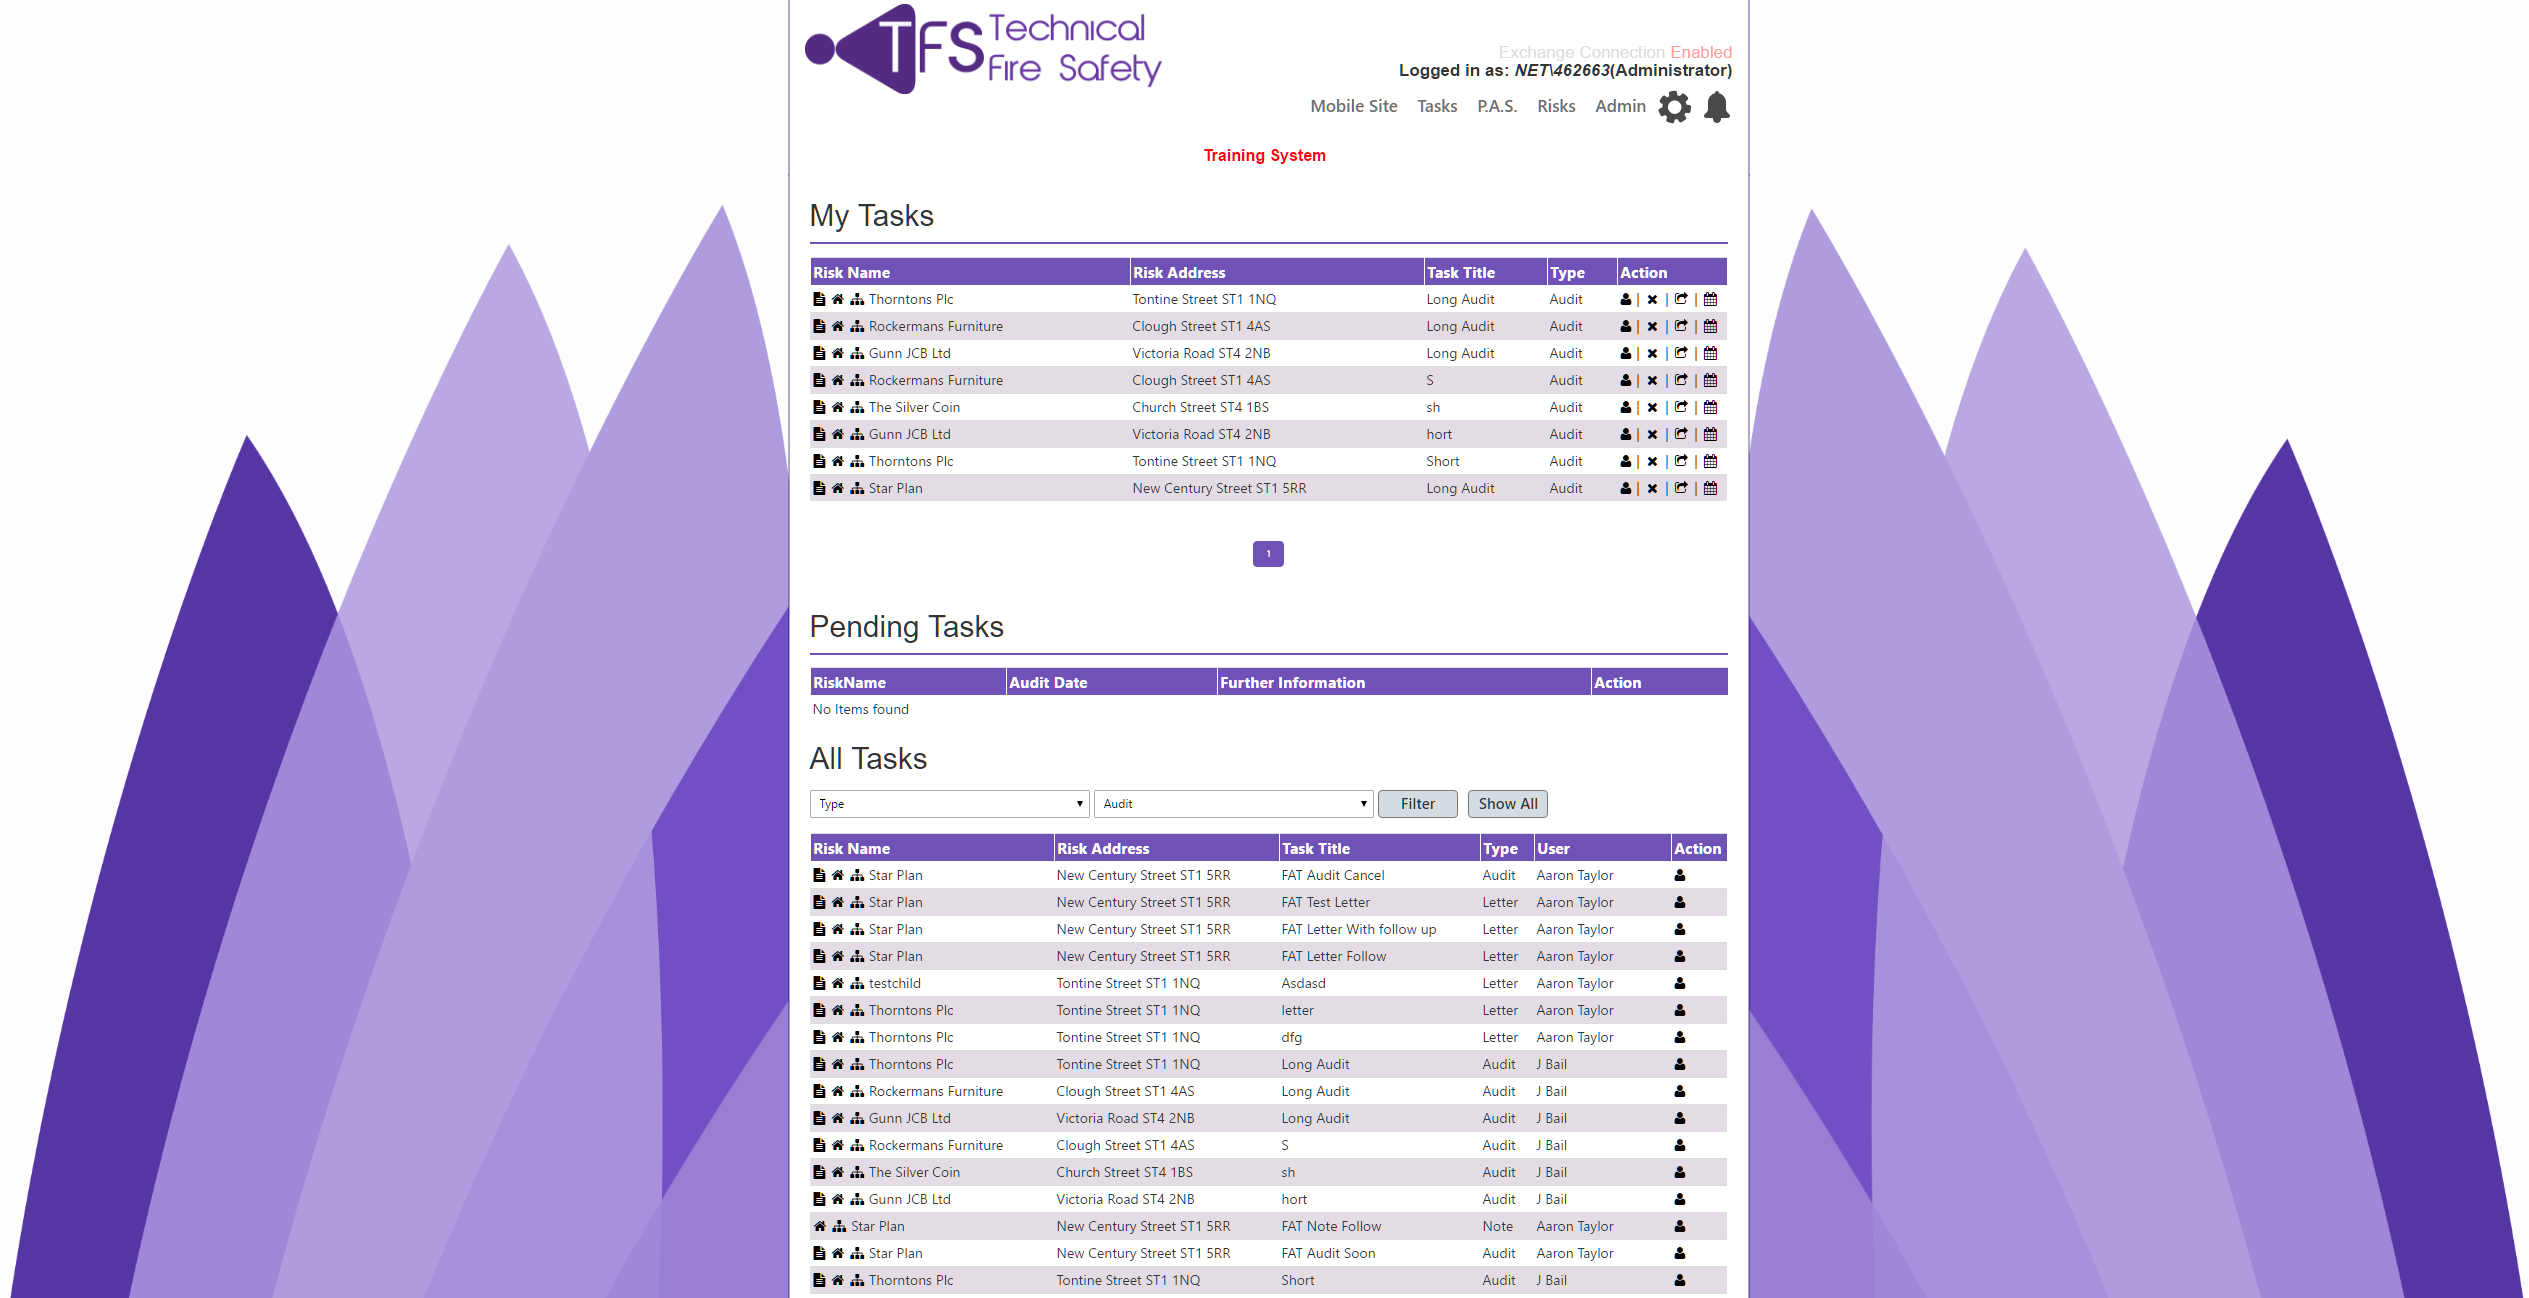 TFS Technical
Fire Safety
Exchange Connection Enabled
Logged in as: NET\462663(Administrator)
Mobile Site Tasks P.A.S. Risks Admin
Training System
My Tasks
Risk Name Risk Address Task Title Type Action
Thorntons Plc Tontine Street ST1 1NQ Long Audit Audit | | |
Rockermans Furniture Clough Street ST1 4AS Long Audit Audit | | |
Gunn JCB Ltd Victoria Road ST4 2NB Long Audit Audit | | |
Rockermans Furniture Clough Street ST1 4AS S Audit | | |
The Silver Coin Church Street ST4 1BS sh Audit | | |
Gunn JCB Ltd Victoria Road ST4 2NB hort Audit | | |
Thorntons Plc Tontine Street ST1 1NQ Short Audit | | |
Star Plan New Century Street ST1 5RR Long Audit Audit | | |
1
Pending Tasks
RiskName Audit Date Further Information Action
No Items found
All Tasks
Type Audit Filter Show All
Risk Name Risk Address Task Title Type User Action
Star Plan New Century Street ST1 5RR FAT Audit Cancel Audit Aaron Taylor
Star Plan New Century Street ST1 5RR FAT Test Letter Letter Aaron Taylor
Star Plan New Century Street ST1 5RR FAT Letter With follow up Letter Aaron Taylor
Star Plan New Century Street ST1 5RR FAT Letter Follow Letter Aaron Taylor
testchild Tontine Street ST1 1NQ Asdasd Letter Aaron Taylor
Thorntons Plc Tontine Street ST1 1NQ letter Letter Aaron Taylor
Thorntons Plc Tontine Street ST1 1NQ dfg Letter Aaron Taylor
Thorntons Plc Tontine Street ST1 1NQ Long Audit Audit J Bail
Rockermans Furniture Clough Street ST1 4AS Long Audit Audit J Bail
Gunn JCB Ltd Victoria Road ST4 2NB Long Audit Audit J Bail
Rockermans Furniture Clough Street ST1 4AS S Audit J Bail
The Silver Coin Church Street ST4 1BS sh Audit J Bail
Gunn JCB Ltd Victoria Road ST4 2NB hort Audit J Bail
Star Plan New Century Street ST1 5RR FAT Note Follow Note Aaron Taylor
Star Plan New Century Street ST1 5RR FAT Audit Soon Audit Aaron Taylor
Thorntons Plc Tontine Street ST1 1NQ Short Audit J Bail